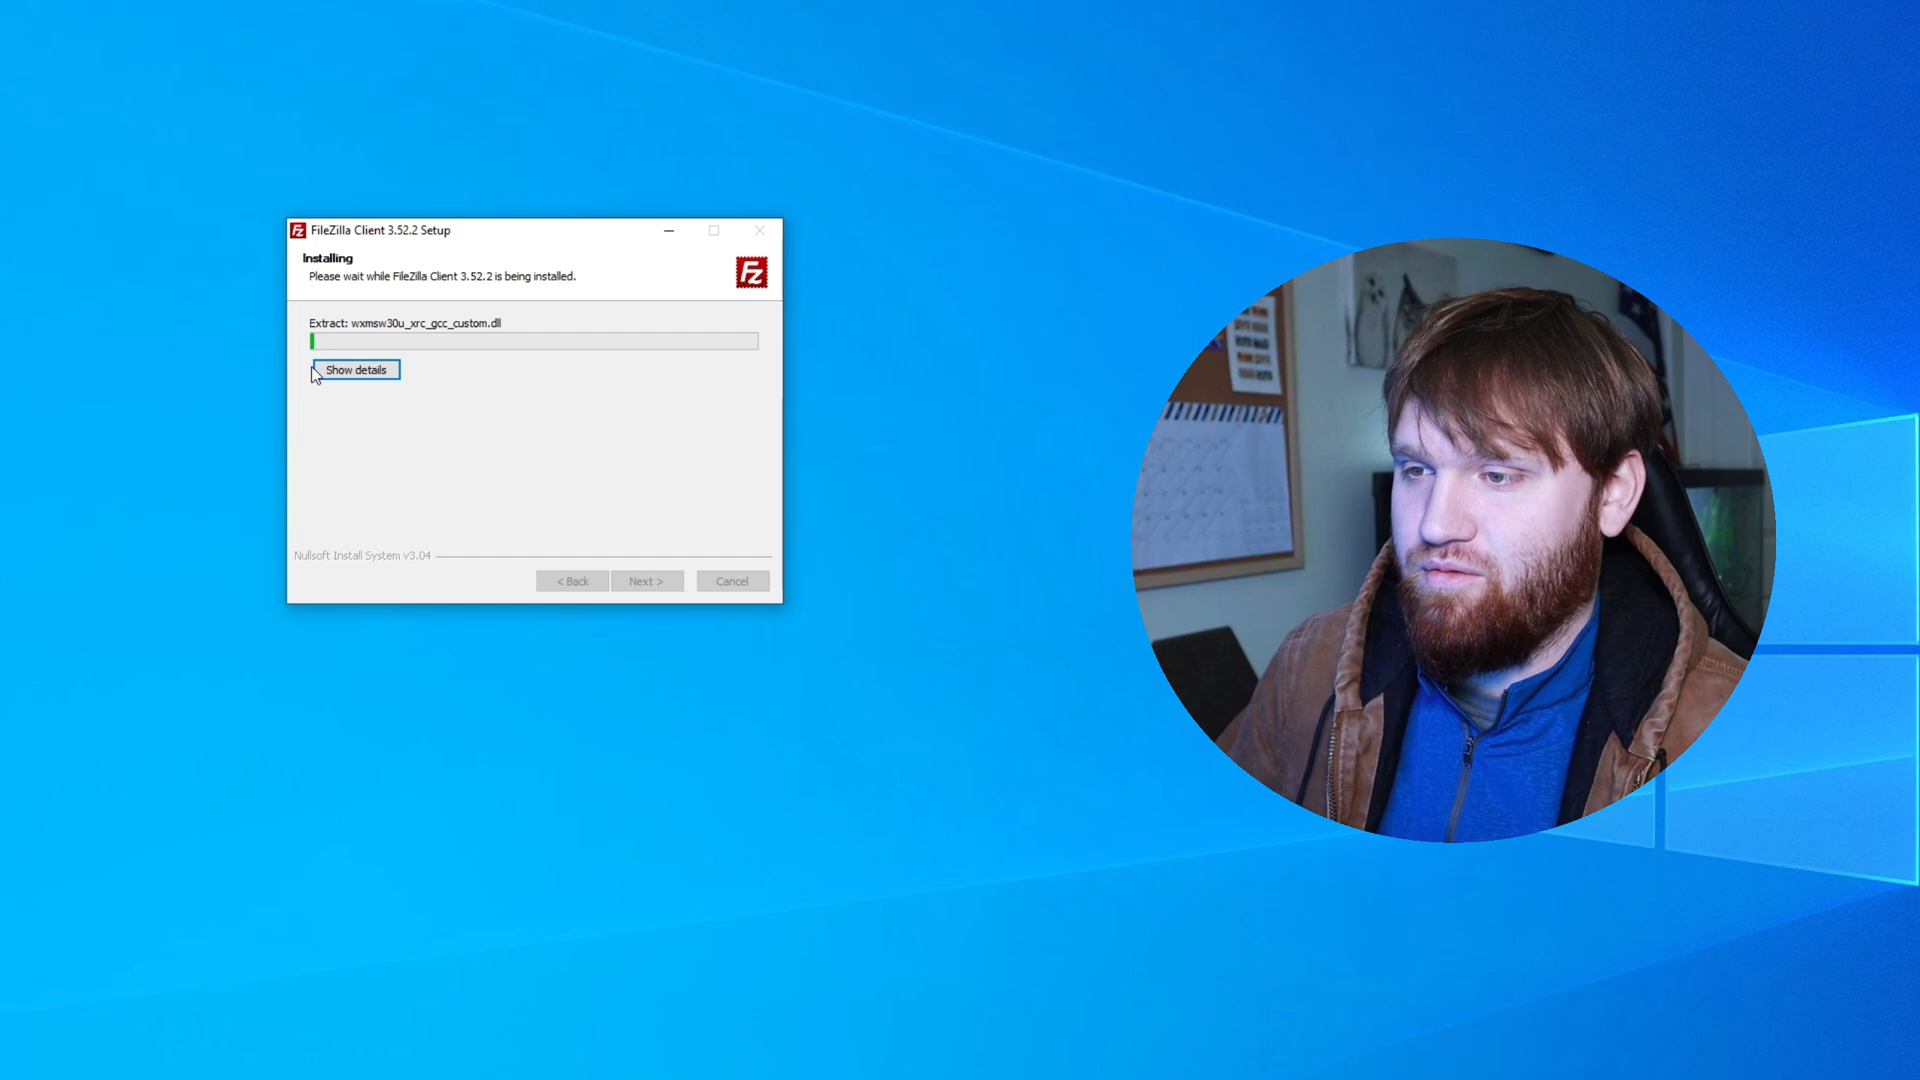 FileZilla Client 3.52.2 Setup
Installing
Please wait while FileZilla Client 3.52.2 is being installed.
Fz
Extract: wxmsw30u_xrc_gcc_custom.dll
Show details
Nullsoft Install System v3.04
< Back
Next >
Cancel